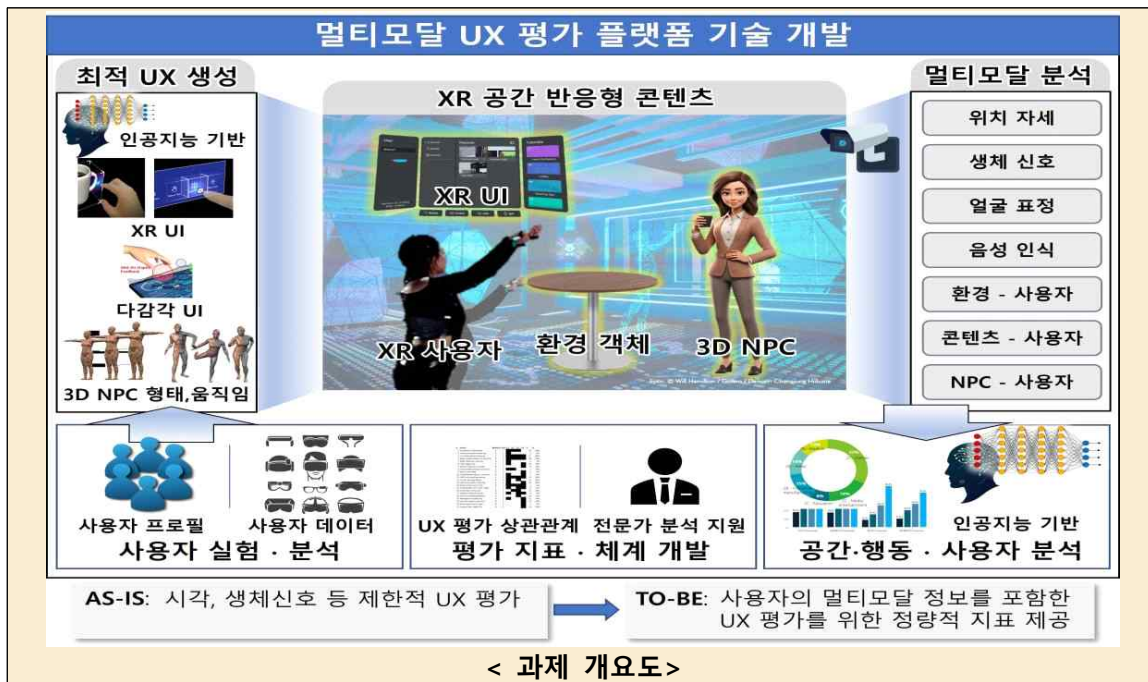 멀티모달 UX 평가 플랫폼 기술 개발
최적 UX 생성
인공지능 기반
XR UI
다감각 UI
3D NPC 형태,움직임
XR 공간 반응형 콘텐츠
XR UI
XR 사용자
환경 객체
3D NPC
멀티모달 분석
위치 자세
생체 신호
얼굴 표정
음성 인식
환경 - 사용자
콘텐츠 - 사용자
NPC - 사용자
사용자 프로필
사용자 데이터
사용자 실험 · 분석
UX 평가 상관관계
전문가 분석 지원
평가 지표 · 체계 개발
인공지능 기반
공간·행동 · 사용자 분석
AS-IS: 시각, 생체신호 등 제한적 UX 평가
TO-BE: 사용자의 멀티모달 정보를 포함한
UX 평가를 위한 정량적 지표 제공
< 과제 개요도>